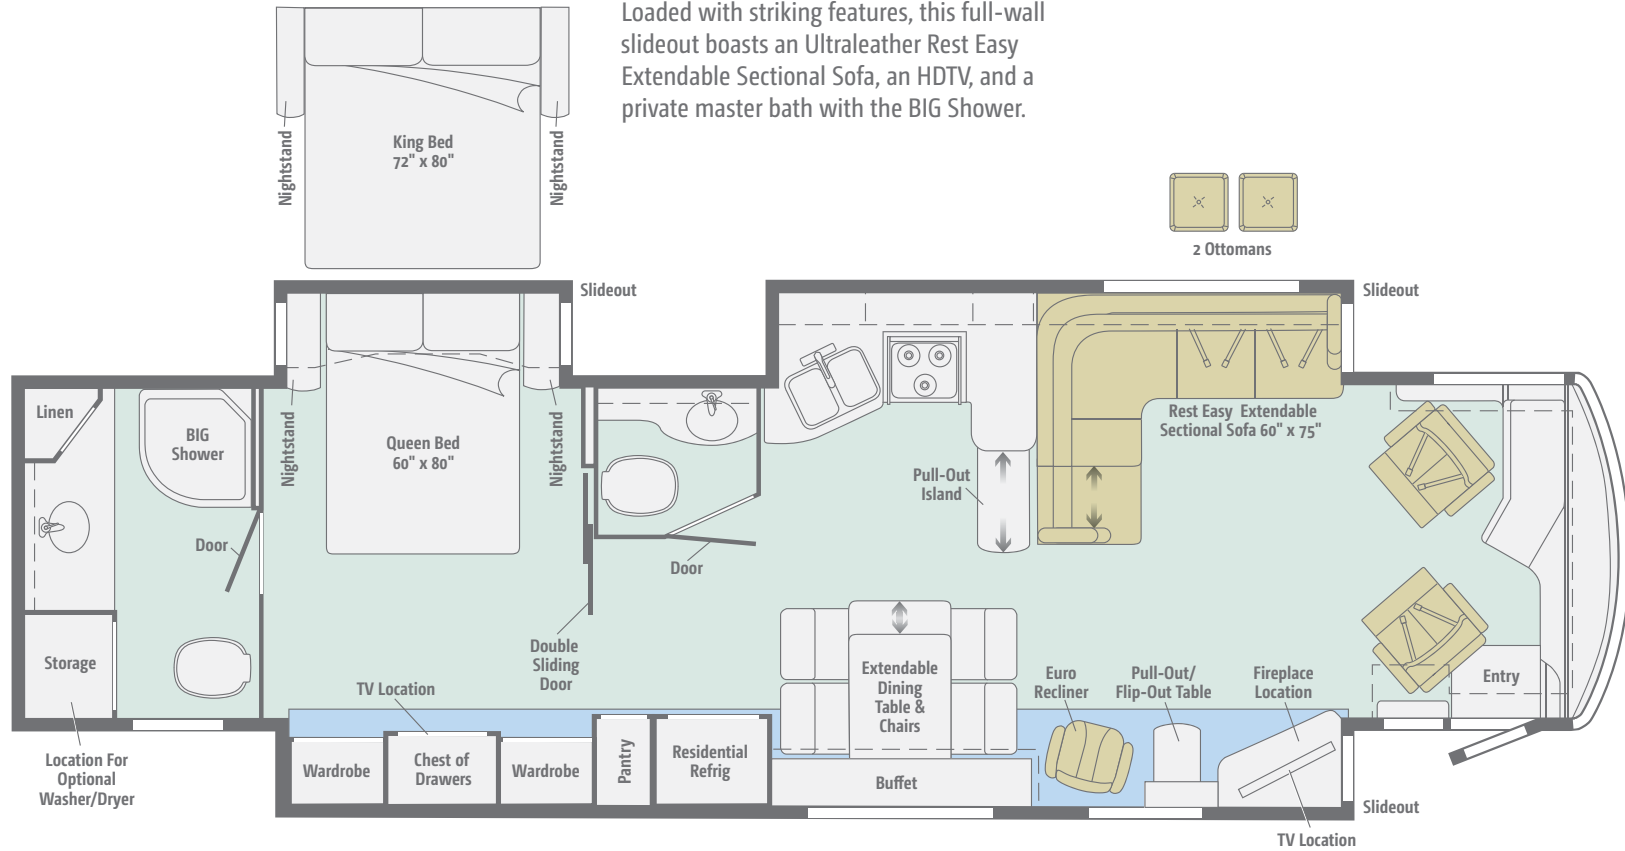 Loaded with striking features, this full-wall
slideout boasts an Ultraleather Rest Easy
Extendable Sectional Sofa, an HDTV, and a
private master bath with the BIG Shower.
Nightstand
King Bed
72" x 80"
Nightstand
2 Ottomans
Slideout
Slideout
Linen
BIG
Shower
Nightstand
Queen Bed
60" x 80"
Nightstand
Rest Easy Extendable
Sectional Sofa 60" x 75"
Pull-Out
Island
Door
Door
Double
Sliding
Door
Storage
TV Location
Extendable
Dining
Table &
Chairs
Euro
Recliner
Pull-Out/
Flip-Out Table
Fireplace
Location
Entry
Location For
Optional
Washer/Dryer
Wardrobe
Chest of
Drawers
Wardrobe
Pantry
Residential
Refrig
Buffet
Slideout
TV Location